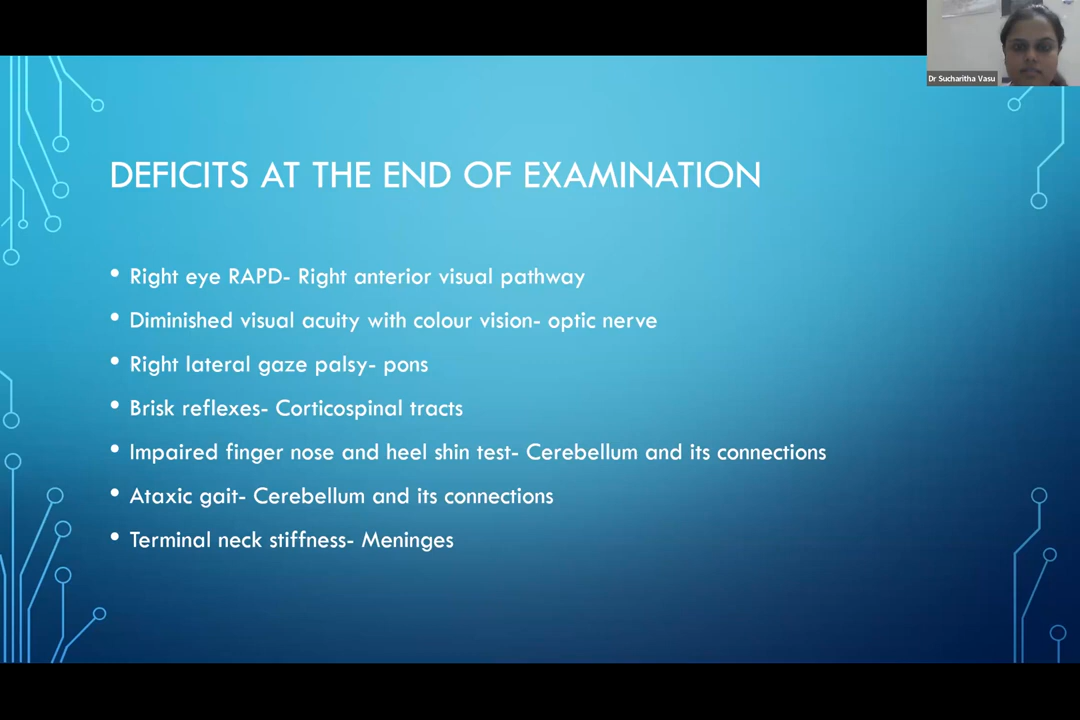 Dr Sucharitha Vasu
DEFICITS AT THE END OF EXAMINATION
• Right eye RAPD- Right anterior visual pathway
• Diminished visual acuity with colour vision- optic nerve
• Right lateral gaze palsy- pons
• Brisk reflexes- Corticospinal tracts
• Impaired finger nose and heel shin test- Cerebellum and its connections
• Ataxic gait- Cerebellum and its connections
• Terminal neck stiffness- Meninges